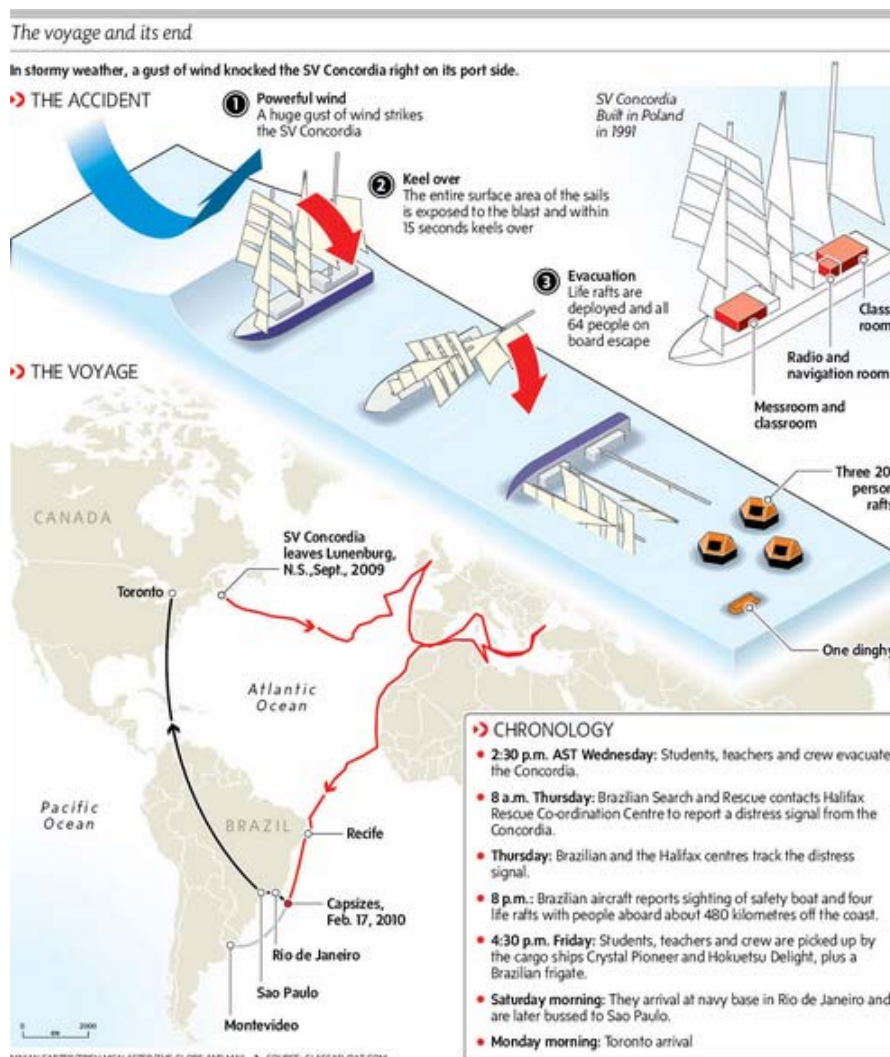 The voyage and its end
In stormy weather, a gust of wind knocked the SV Concordia right on its port side.
THE ACCIDENT
1
Powerful wind
A huge gust of wind strikes
the SV Concordia
2
Keel over
The entire surface area of the sails
is exposed to the blast and within
15 seconds keels over
3
Evacuation
Life rafts are
deployed and all
64 people on
board escape
SV Concordia
Built in Poland
in 1991
Class
room
Radio and
navigation room
Messroom and
classroom
Three 20
person
rafts
One dinghy
THE VOYAGE
CANADA
SV Concordia
leaves Lunenburg,
N.S.,Sept., 2009
Toronto
Atlantic
Ocean
Pacific
Ocean
BRAZIL
Recife
Capsizes,
Feb. 17, 2010
Rio de Janeiro
Sao Paulo
Montevideo
0 2000
CHRONOLOGY
2:30 p.m. AST Wednesday: Students, teachers and crew evacuate
the Concordia.
8 a.m. Thursday: Brazilian Search and Rescue contacts Halifax
Rescue Co-ordination Centre to report a distress signal from the
Concordia.
Thursday: Brazilian and the Halifax centres track the distress
signal.
8 p.m.: Brazilian aircraft reports sighting of safety boat and four
life rafts with people aboard about 480 kilometres off the coast.
4:30 p.m. Friday: Students, teachers and crew are picked up by
the cargo ships Crystal Pioneer and Hokuetsu Delight, plus a
Brazilian frigate.
Saturday morning: They arrival at navy base in Rio de Janeiro and
are later bussed to Sao Paulo.
Monday morning: Toronto arrival